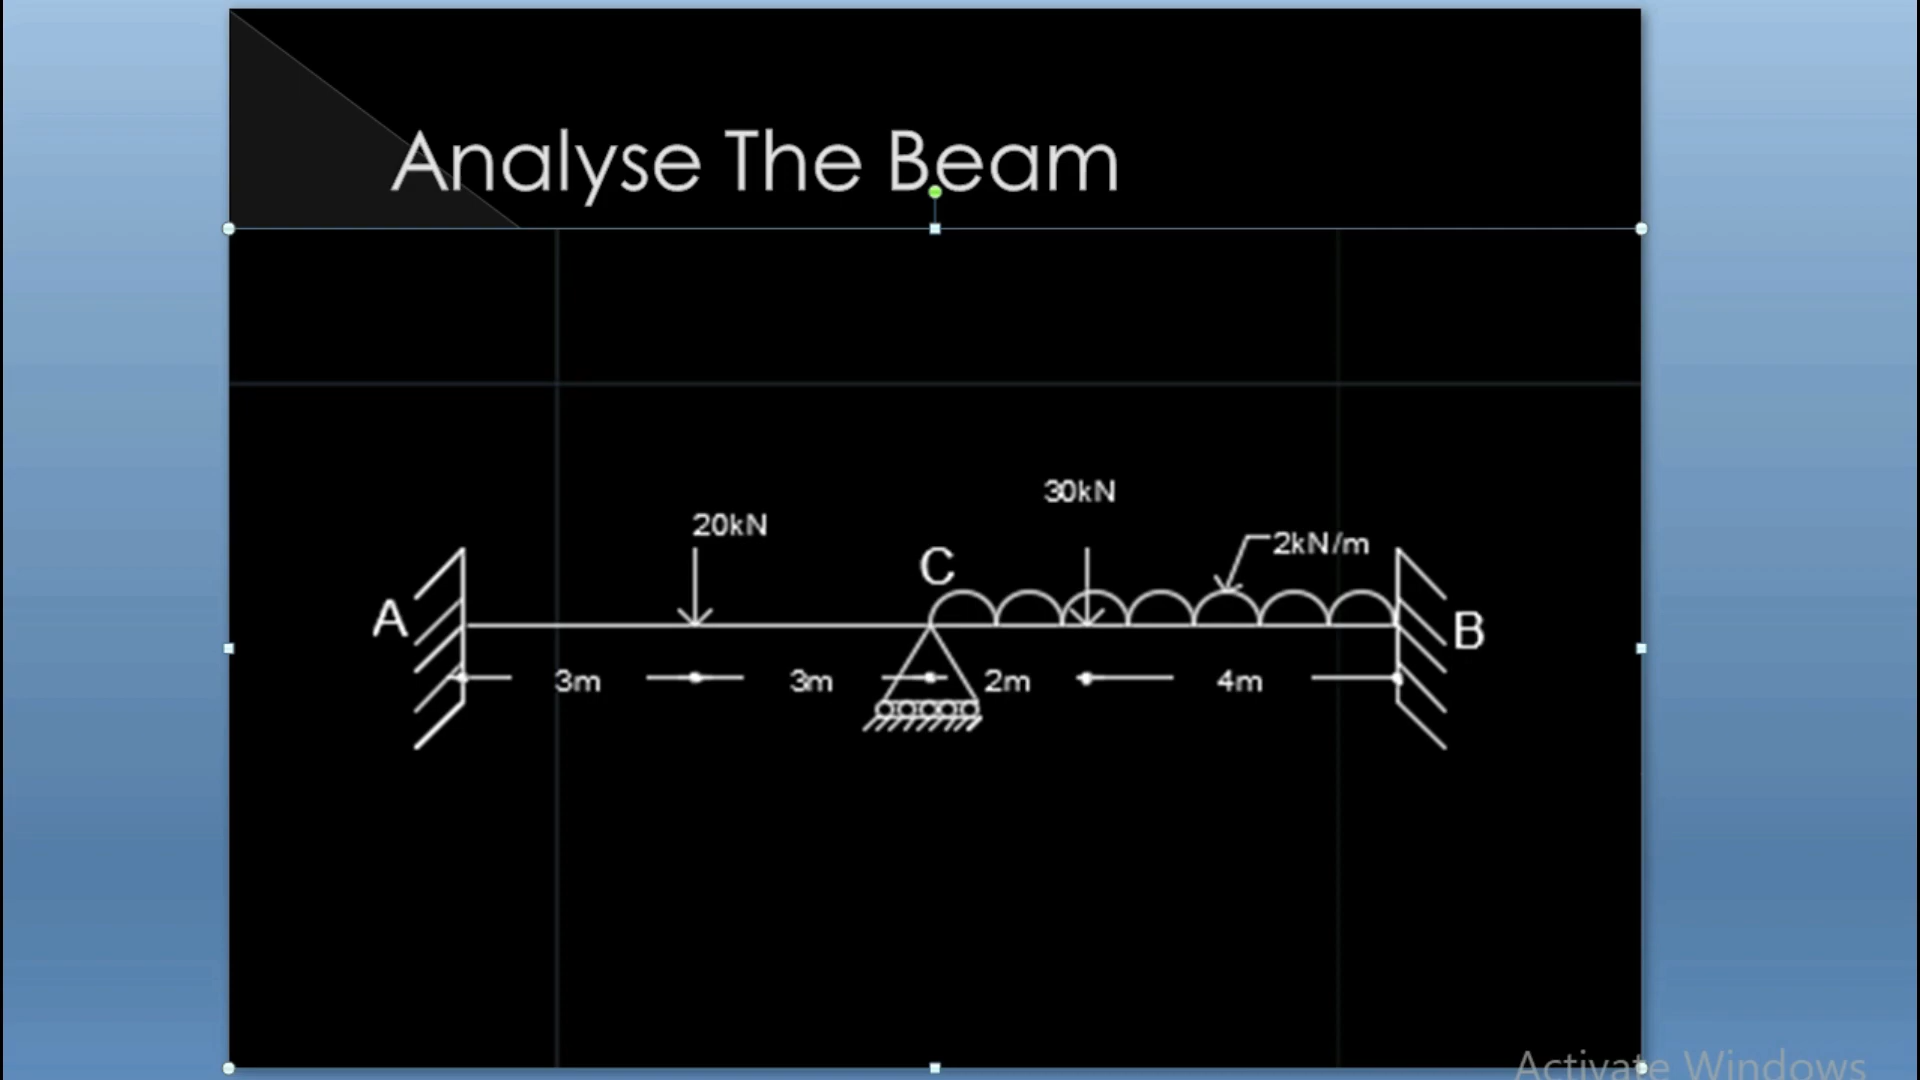 Analyse The Beam
30kN
20kN
2kN/m
C
A
B
3m 3m 2m 4m
Activate Windows